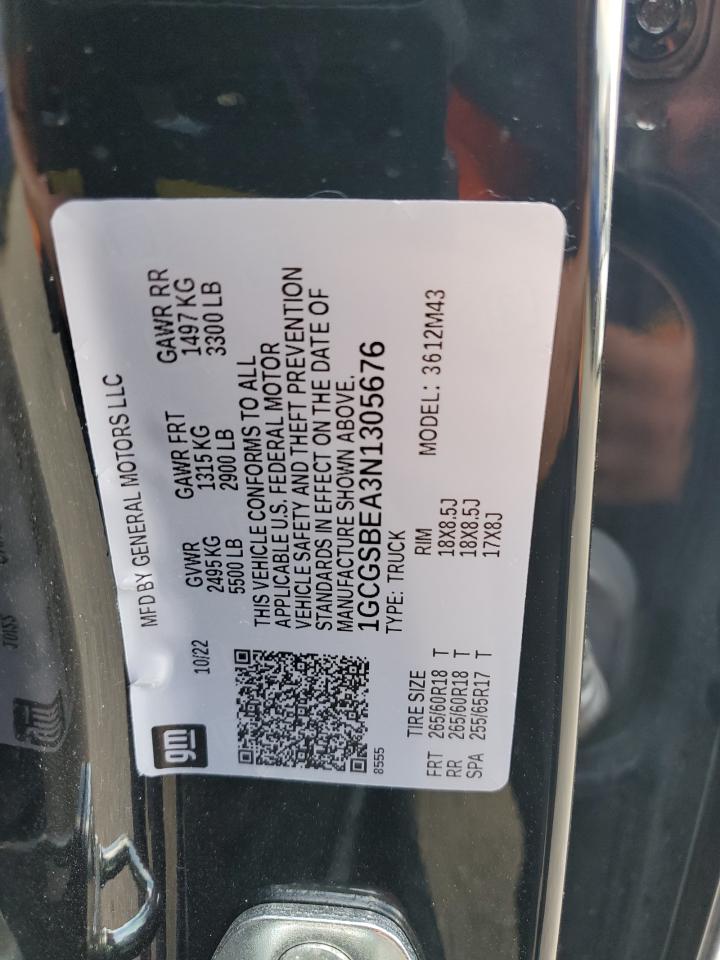 gm
MFD BY GENERAL MOTORS LLC
10/22
GVWR GAWR FRT GAWR RR
2495KG 1315 KG 1497 KG
5500 LB 2900 LB 3300 LB
THIS VEHICLE CONFORMS TO ALL
APPLICABLE U.S. FEDERAL MOTOR
VEHICLE SAFETY AND THEFT PREVENTION
STANDARDS IN EFFECT ON THE DATE OF
MANUFACTURE SHOWN ABOVE.
1GCGSBEA3N1305676
8555
TYPE: TRUCK
TIRE SIZE RIM MODEL: 3612M43
FRT 265/60R18 T 18X8.5J
RR 265/60R18 T 18X8.5J
SPA 255/65R17 T 17X8J